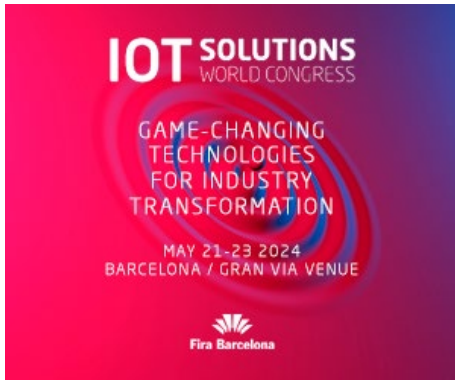 IOT SOLUTIONS
WORLD CONGRESS
GAME-CHANGING
TECHNOLOGIES
FOR INDUSTRY
TRANSFORMATION
MAY 21-23 2024
BARCELONA / GRAN VIA VENUE
Fira Barcelona